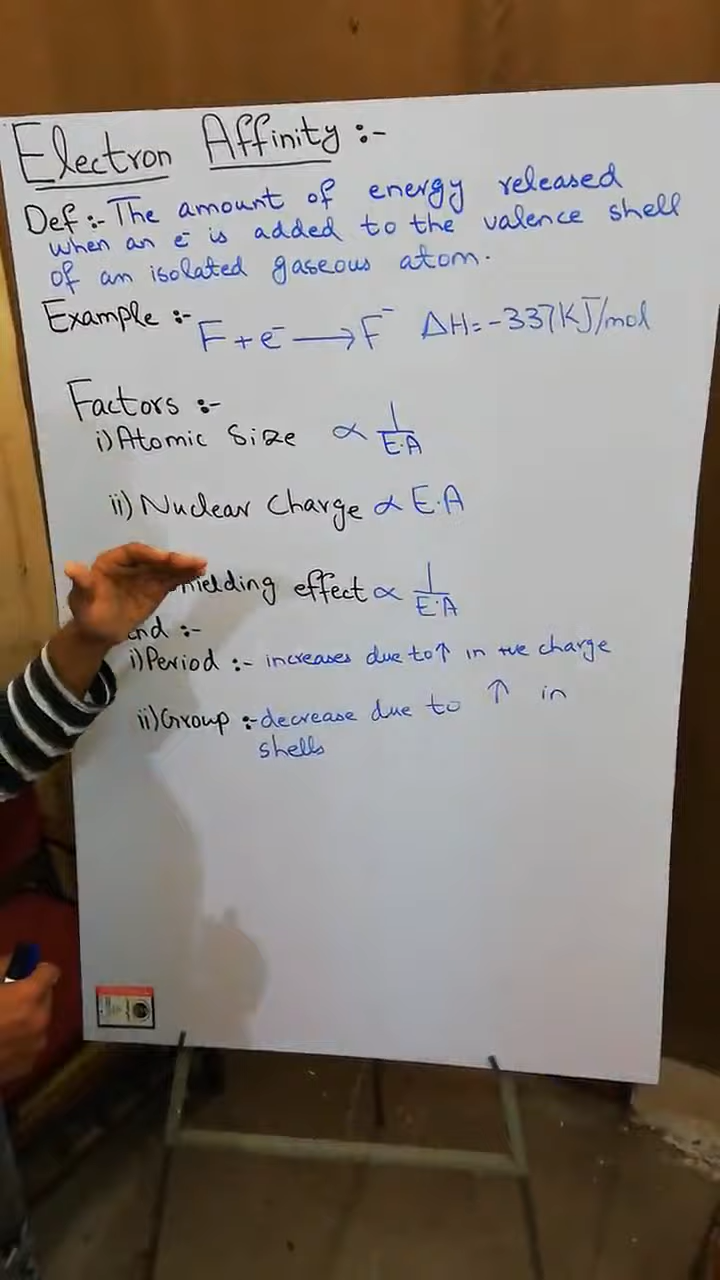 Electron Affinity :-
Def :- The amount of energy released
when an e⁻ is added to the valence shell
of an isolated gaseous atom.
Example :- F + e⁻ ⟶ F⁻ ΔH = -337 KJ/mol
Factors :-
i) Atomic Size ∝ 1/E.A
ii) Nuclear Charge ∝ E.A
hielding effect ∝ 1/E.A
end :-
i) Period :- increases due to ↑ in +ve charge
ii) Group :- decrease due to ↑ in
shells